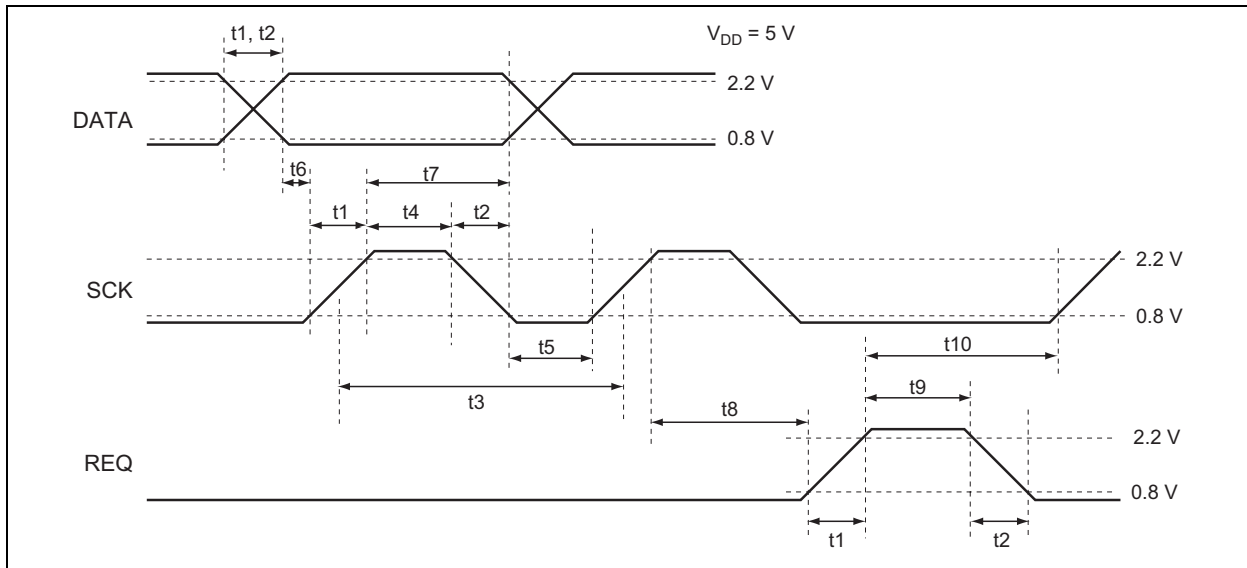 t1, t2
V_DD = 5 V
2.2 V
DATA
0.8 V
t6
t7
t1
t4
t2
2.2 V
SCK
0.8 V
t5
t10
t3
t9
t8
2.2 V
REQ
0.8 V
t1
t2